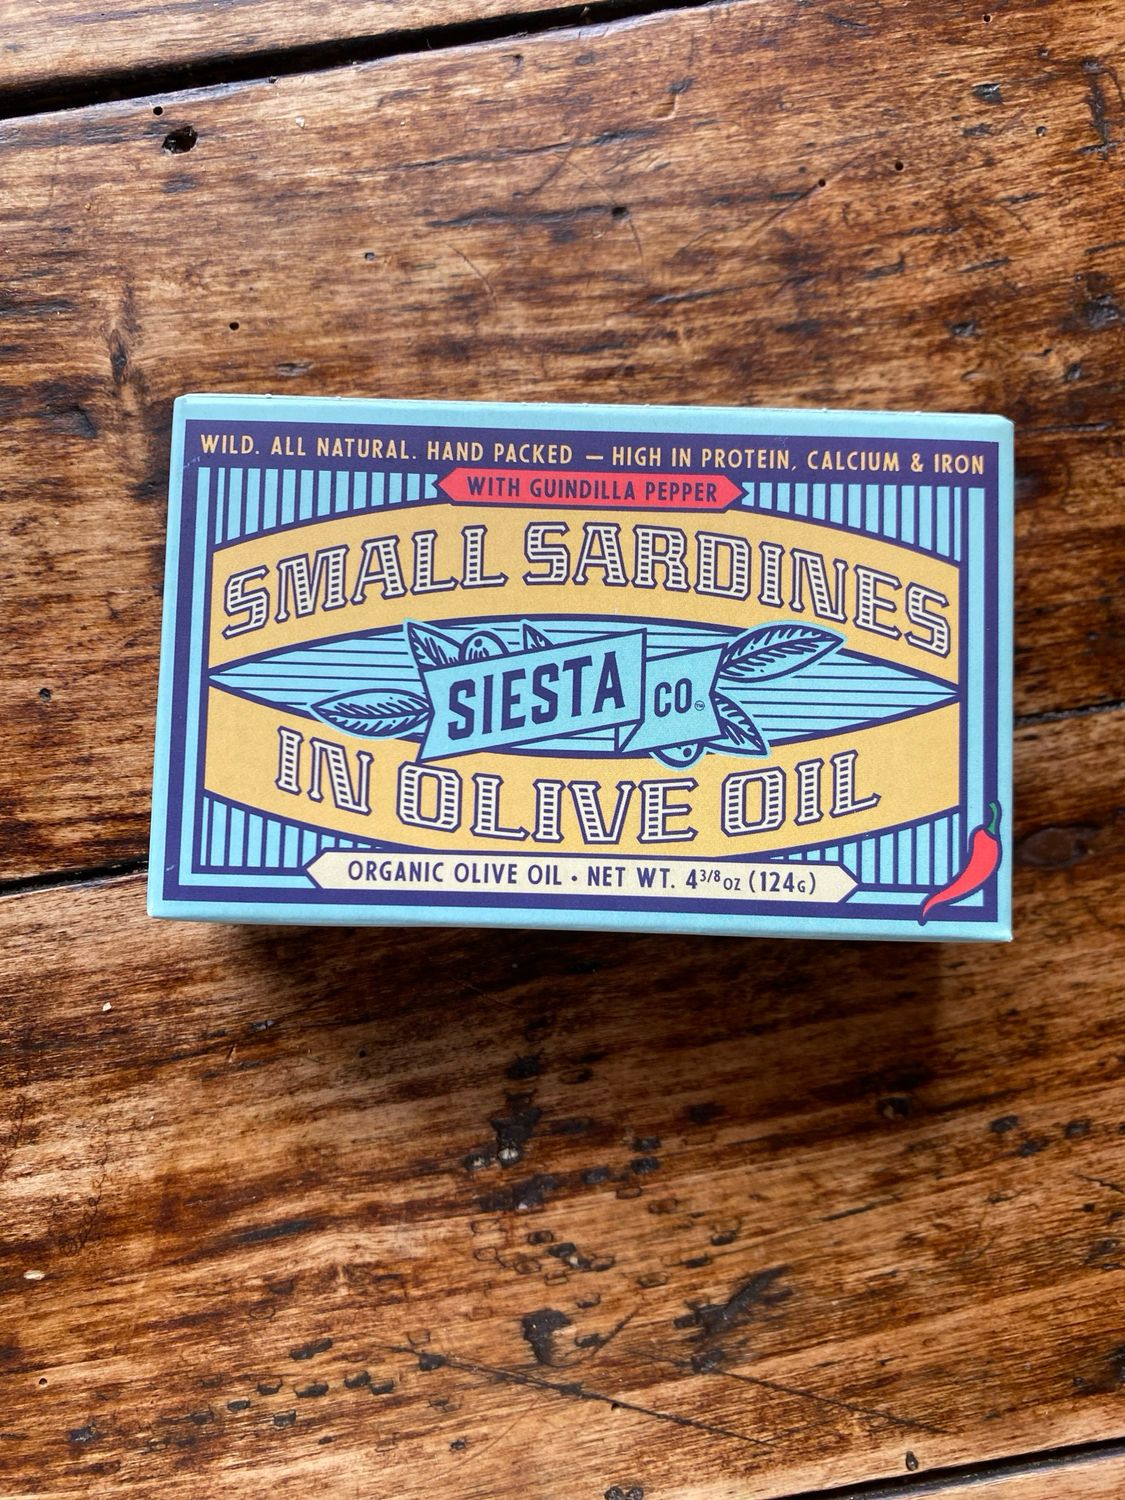 WILD. ALL NATURAL. HAND PACKED — HIGH IN PROTEIN, CALCIUM & IRON
WITH GUINDILLA PEPPER
SMALL SARDINES
SIESTA CO.™
IN OLIVE OIL
ORGANIC OLIVE OIL • NET WT. 4 3/8 OZ (124G)